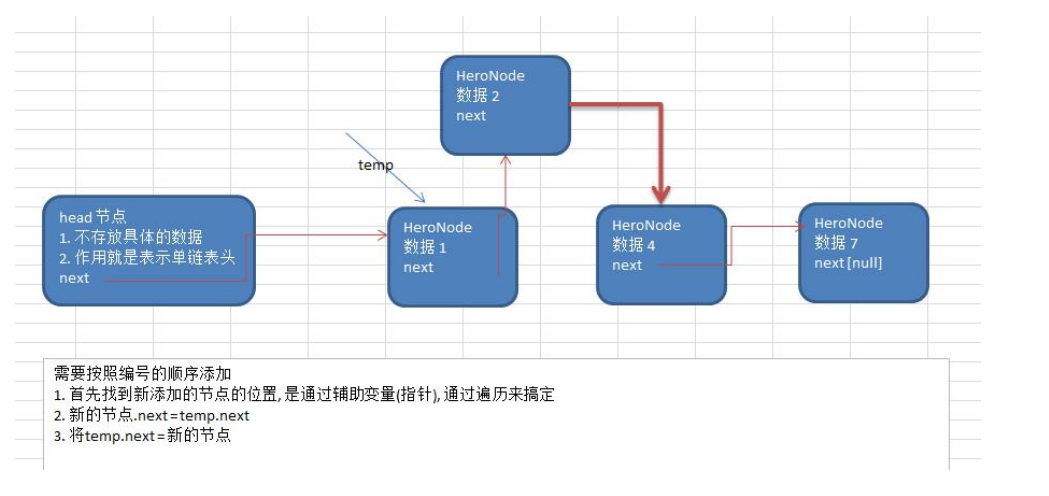 HeroNode
数据 2
next
temp
head 节点
1. 不存放具体的数据
2. 作用就是表示单链表头
next
HeroNode
数据 1
next
HeroNode
数据 4
next
HeroNode
数据 7
next [null]
需要按照编号的顺序添加
1. 首先找到新添加的节点的位置, 是通过辅助变量(指针), 通过遍历来搞定
2. 新的节点.next=temp.next
3. 将temp.next=新的节点